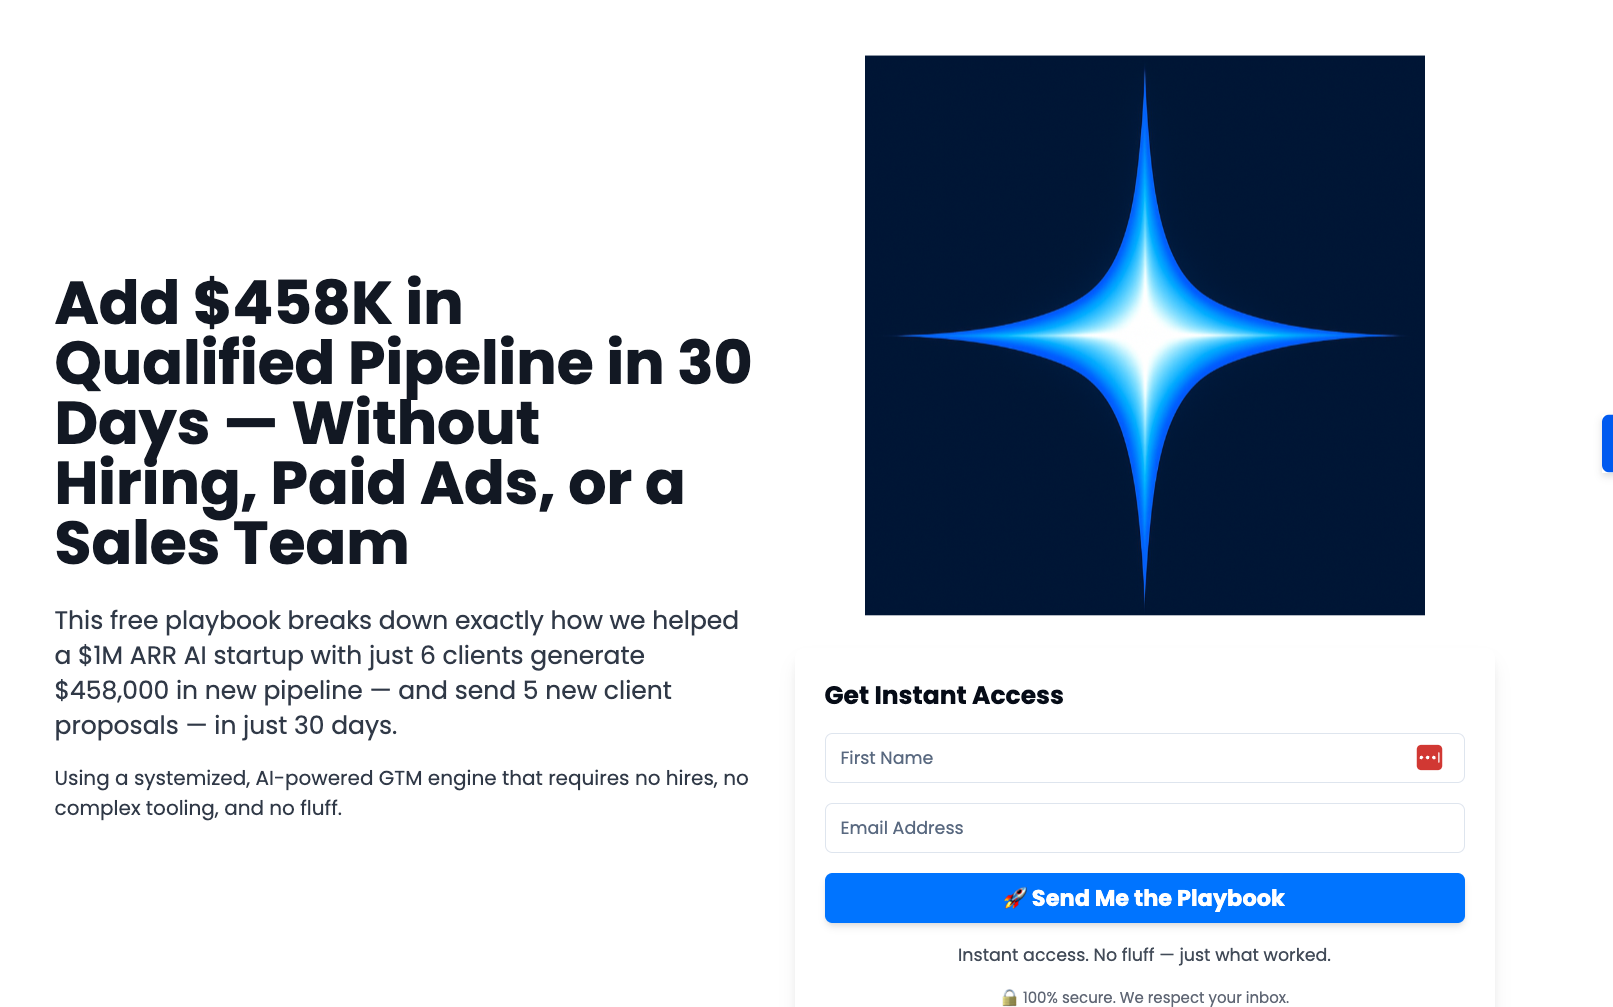 Add $458K in
Qualified Pipeline in 30
Days — Without
Hiring, Paid Ads, or a
Sales Team
This free playbook breaks down exactly how we helped
a $1M ARR AI startup with just 6 clients generate
$458,000 in new pipeline — and send 5 new client
proposals — in just 30 days.
Using a systemized, AI-powered GTM engine that requires no hires, no
complex tooling, and no fluff.
Get Instant Access
First Name
Email Address
🚀 Send Me the Playbook
Instant access. No fluff — just what worked.
🔒 100% secure. We respect your inbox.